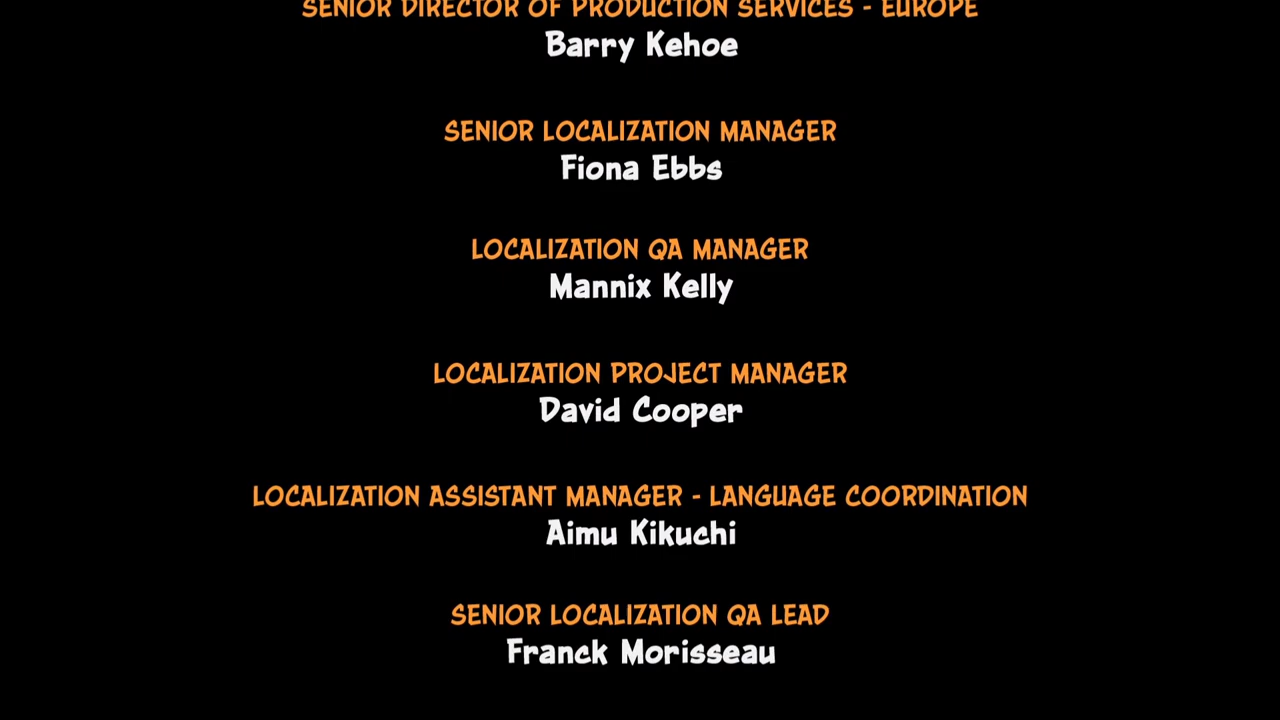 SENIOR DIRECTOR OF PRODUCTION SERVICES - EUROPE
Barry Kehoe
SENIOR LOCALIZATION MANAGER
Fiona Ebbs
LOCALIZATION QA MANAGER
Mannix Kelly
LOCALIZATION PROJECT MANAGER
David Cooper
LOCALIZATION ASSISTANT MANAGER - LANGUAGE COORDINATION
Aimu Kikuchi
SENIOR LOCALIZATION QA LEAD
Franck Morisseau